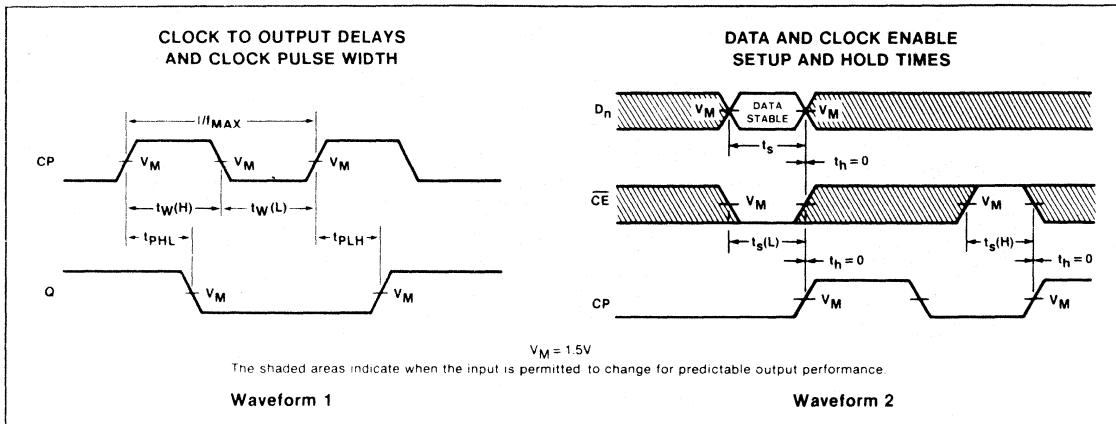 CLOCK TO OUTPUT DELAYS
AND CLOCK PULSE WIDTH
1/fMAX
CP
VM
VM
VM
tW(H)
tW(L)
tPHL
tPLH
Q
VM
VM
DATA AND CLOCK ENABLE
SETUP AND HOLD TIMES
Dn
VM
DATA
STABLE
VM
ts
th = 0
CE
VM
VM
ts(L)
ts(H)
th = 0
th = 0
CP
VM
VM
VM = 1.5V
The shaded areas indicate when the input is permitted to change for predictable output performance.
Waveform 1
Waveform 2